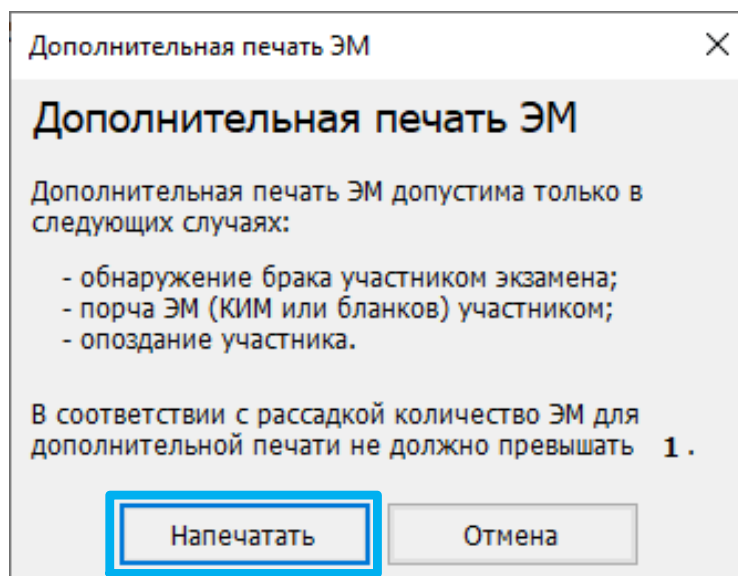 Дополнительная печать ЭМ
Дополнительная печать ЭМ
Дополнительная печать ЭМ допустима только в
следующих случаях:
- обнаружение брака участником экзамена;
- порча ЭМ (КИМ или бланков) участником;
- опоздание участника.
В соответствии с рассадкой количество ЭМ для
дополнительной печати не должно превышать 1 .
Напечатать Отмена